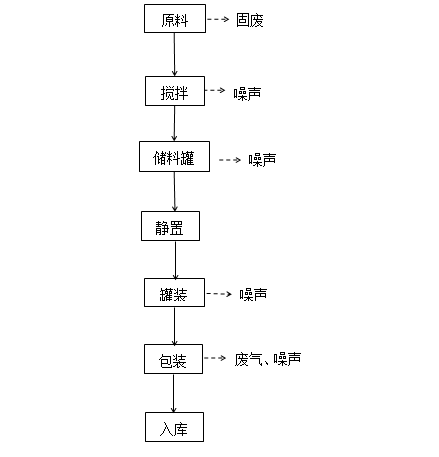 原料 固废
搅拌 噪声
储料罐 噪声
静置
罐装 噪声
包装 废气、噪声
入库